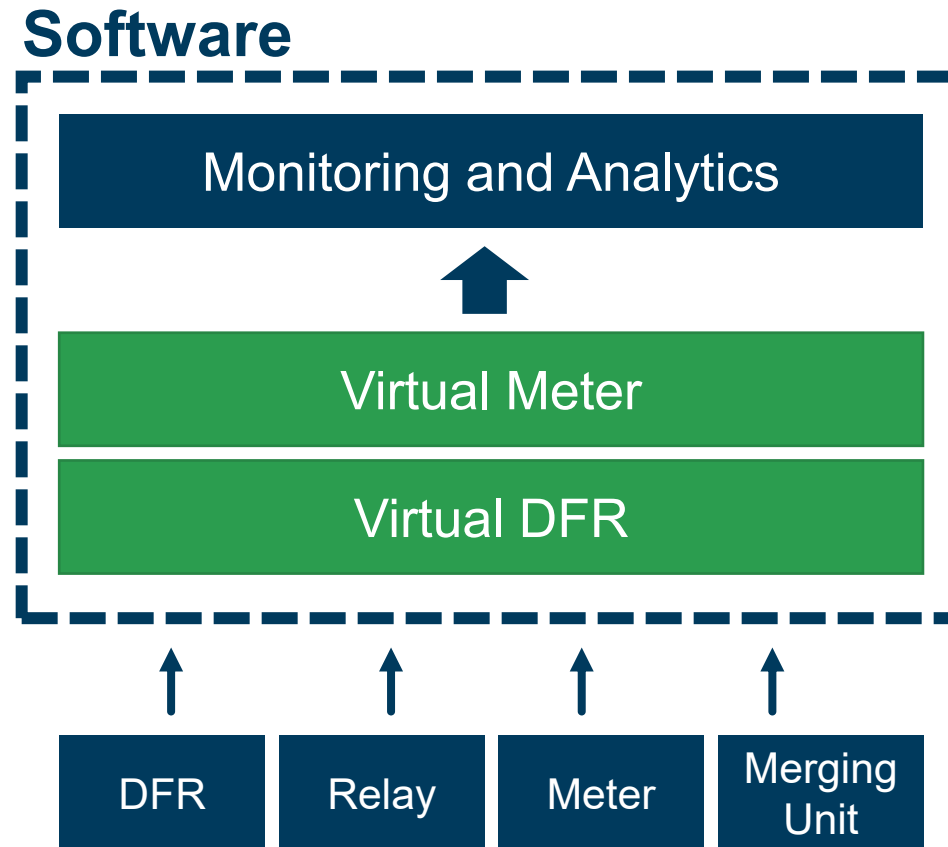 Software
Monitoring and Analytics
Virtual Meter
Virtual DFR
DFR
Relay
Meter
Merging
Unit